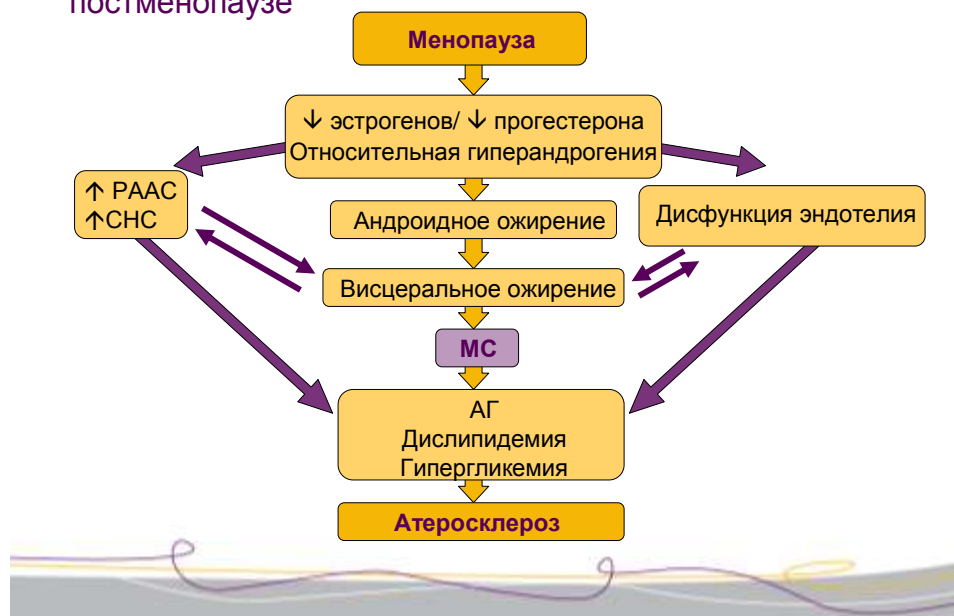 постменопаузе
Менопауза
↓ эстрогенов/ ↓ прогестерона
Относительная гиперандрогения
↑ РААС
↑СНС
Андроидное ожирение
Дисфункция эндотелия
Висцеральное ожирение
МС
АГ
Дислипидемия
Гипергликемия
Атеросклероз